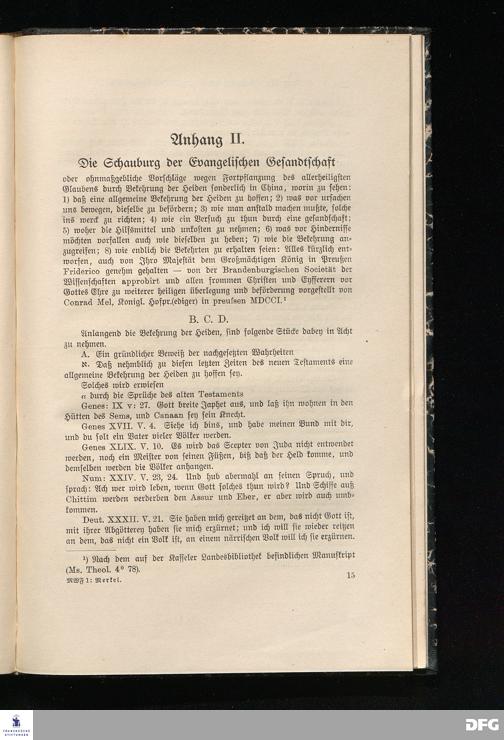 Anhang II.
Die Schauburg der Evangelischen Gesandtschaft
oder ohnmaßgebliche Vorschläge wegen Fortpflanzung des allerheiligsten
Glaubens durch Bekehrung der Heiden sonderlich in China, worin zu sehen:
1) daß eine allgemeine Bekehrung der Heiden zu hoffen; 2) was vor ursachen
uns bewegen, dieselbe zu befördern; 3) wie man anstald machen mußte, solche
ins werck zu richten; 4) wie ein Versuch zu thun durch eine gesandschaft;
5) woher die Hilfsmittel und unkosten zu nehmen; 6) was vor Hindernisse
möchten vorfallen auch wie dieselben zu heben; 7) wie die Bekehrung an-
zugreisen; 8) wie endlich die Bekehrten zu erhalten seien: Alles kürzlich ent-
worfen, auch von Ihro Majestät dem Großmächtigen König in Preußen
Friderico genehm gehalten — von der Brandenburgischen Societät der
Wissenschaften approbirt und allen frommen Christen und Eyfferern vor
Gottes Ehre zu weiterer heiligen überlegung und beförderung vorgestellt von
Conrad Mel, Konigl. Hofpr.(ediger) in preussen MDCCI.¹
B. C. D.
Anlangend die Bekehrung der Heiden, sind folgende Stücke dabey in Acht
zu nehmen.
A. Ein gründlicher Beweiß der nachgesetzten Wahrheiten
א. Daß nehmblich zu diesen letzten Zeiten des neuen Testaments eine
allgemeine Bekehrung der Heiden zu hoffen sey.
Solches wird erwiesen
α durch die Sprüche des alten Testaments
Genes: IX v: 27. Gott breite Japhet aus, und laß ihn wohnen in den
Hütten des Sems, und Canaan sey sein Knecht.
Genes XVII. V. 4. Siehe ich bins, und habe meinen Bund mit dir,
und du solt ein Vater vieler Völker werden.
Genes XLIX. V. 10. Es wird das Scepter von Juda nicht entwendet
werden, noch ein Meister von seinen Füßen, biß daß der Held komme, und
demselben werden die Völker anhangen.
Num: XXIV. V. 23, 24. Und hub abermahl an seinen Spruch, und
sprach: Ach wer wird leben, wenn Gott solches thun wird? Und Schiffe auß
Chittim werden verderben den Assur und Eber, er aber wird auch umb-
kommen.
Deut. XXXII. V. 21. Sie haben mich gereitzet an dem, das nicht Gott ist,
mit ihrer Abgötterey haben sie mich erzürnet; und ich will sie wieder reitzen
an dem, das nicht ein Volk ist, an einem närrischen Volk will ich sie erzürnen.
¹) Nach dem auf der Kasseler Landesbibliothek befindlichen Manuskript
(Ms. Theol. 4º 78).
NWF 1: Merkel.
15
FRANCKESCHE
STIFTUNGEN
DFG